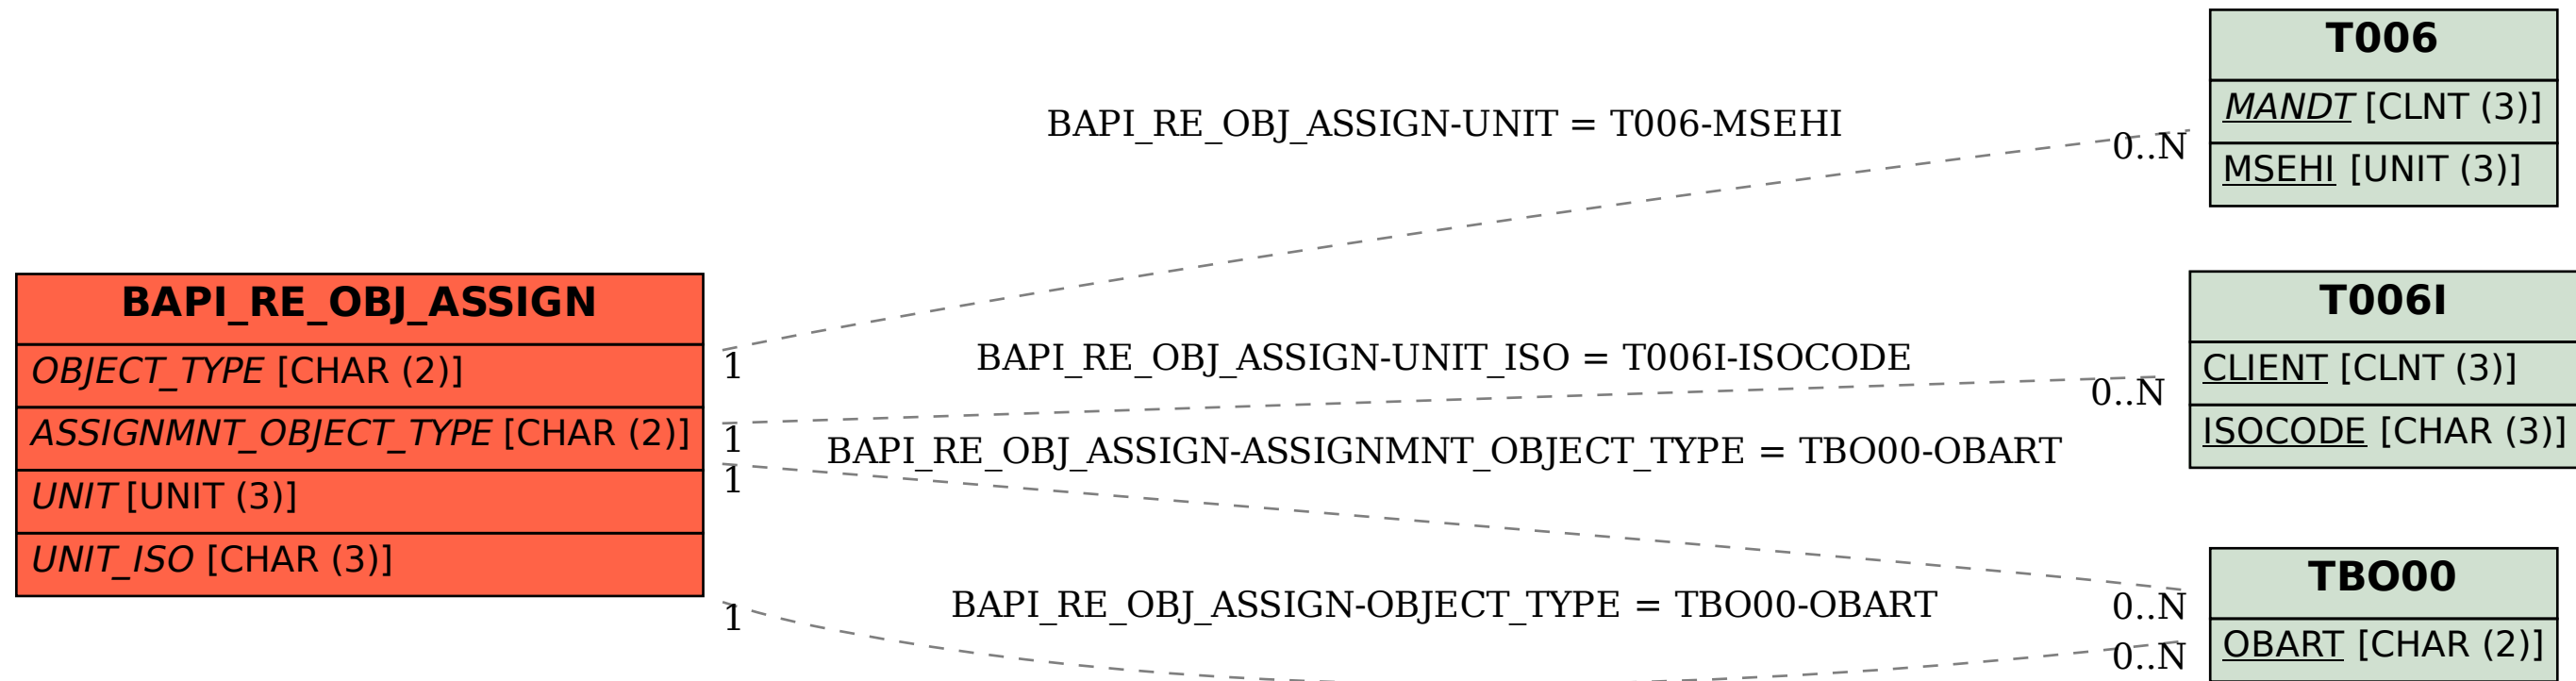 T006
MANDT [CLNT (3)]
MSEHI [UNIT (3)]
BAPI_RE_OBJ_ASSIGN-UNIT = T006-MSEHI
0..N
BAPI_RE_OBJ_ASSIGN
OBJECT_TYPE [CHAR (2)]
ASSIGNMNT_OBJECT_TYPE [CHAR (2)]
UNIT [UNIT (3)]
UNIT_ISO [CHAR (3)]
1
BAPI_RE_OBJ_ASSIGN-UNIT_ISO = T006I-ISOCODE
0..N
1
BAPI_RE_OBJ_ASSIGN-ASSIGNMNT_OBJECT_TYPE = TBO00-OBART
1
T006I
CLIENT [CLNT (3)]
ISOCODE [CHAR (3)]
BAPI_RE_OBJ_ASSIGN-OBJECT_TYPE = TBO00-OBART
1
0..N
0..N
TBO00
OBART [CHAR (2)]